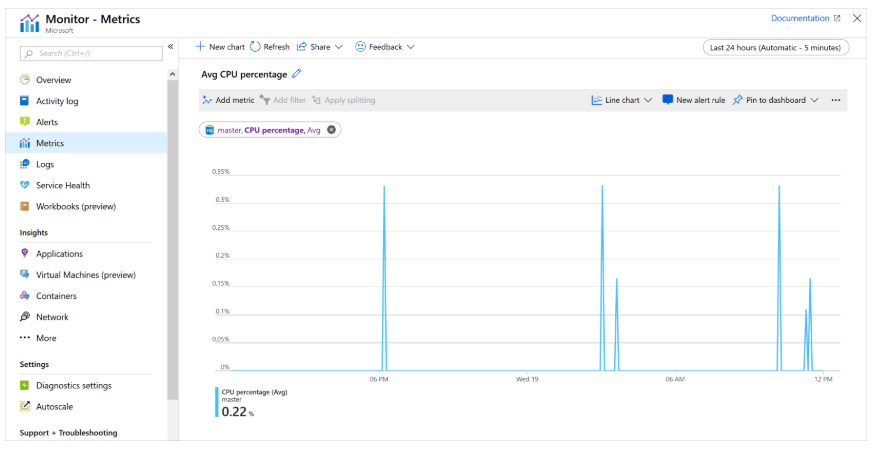 Monitor - Metrics
Microsoft
Documentation
Search (Ctrl+/)
«
New chart Refresh Share Feedback
Last 24 hours (Automatic - 5 minutes)
Overview
Activity log
Alerts
Metrics
Logs
Service Health
Workbooks (preview)
Insights
Applications
Virtual Machines (preview)
Containers
Network
••• More
Settings
Diagnostics settings
Autoscale
Support + Troubleshooting
Avg CPU percentage
Add metric Add filter Apply splitting
Line chart New alert rule Pin to dashboard •••
master, CPU percentage, Avg
0.35%
0.3%
0.25%
0.2%
0.15%
0.1%
0.05%
0%
06 PM Wed 19 06 AM 12 PM
CPU percentage (Avg)
master
0.22 %